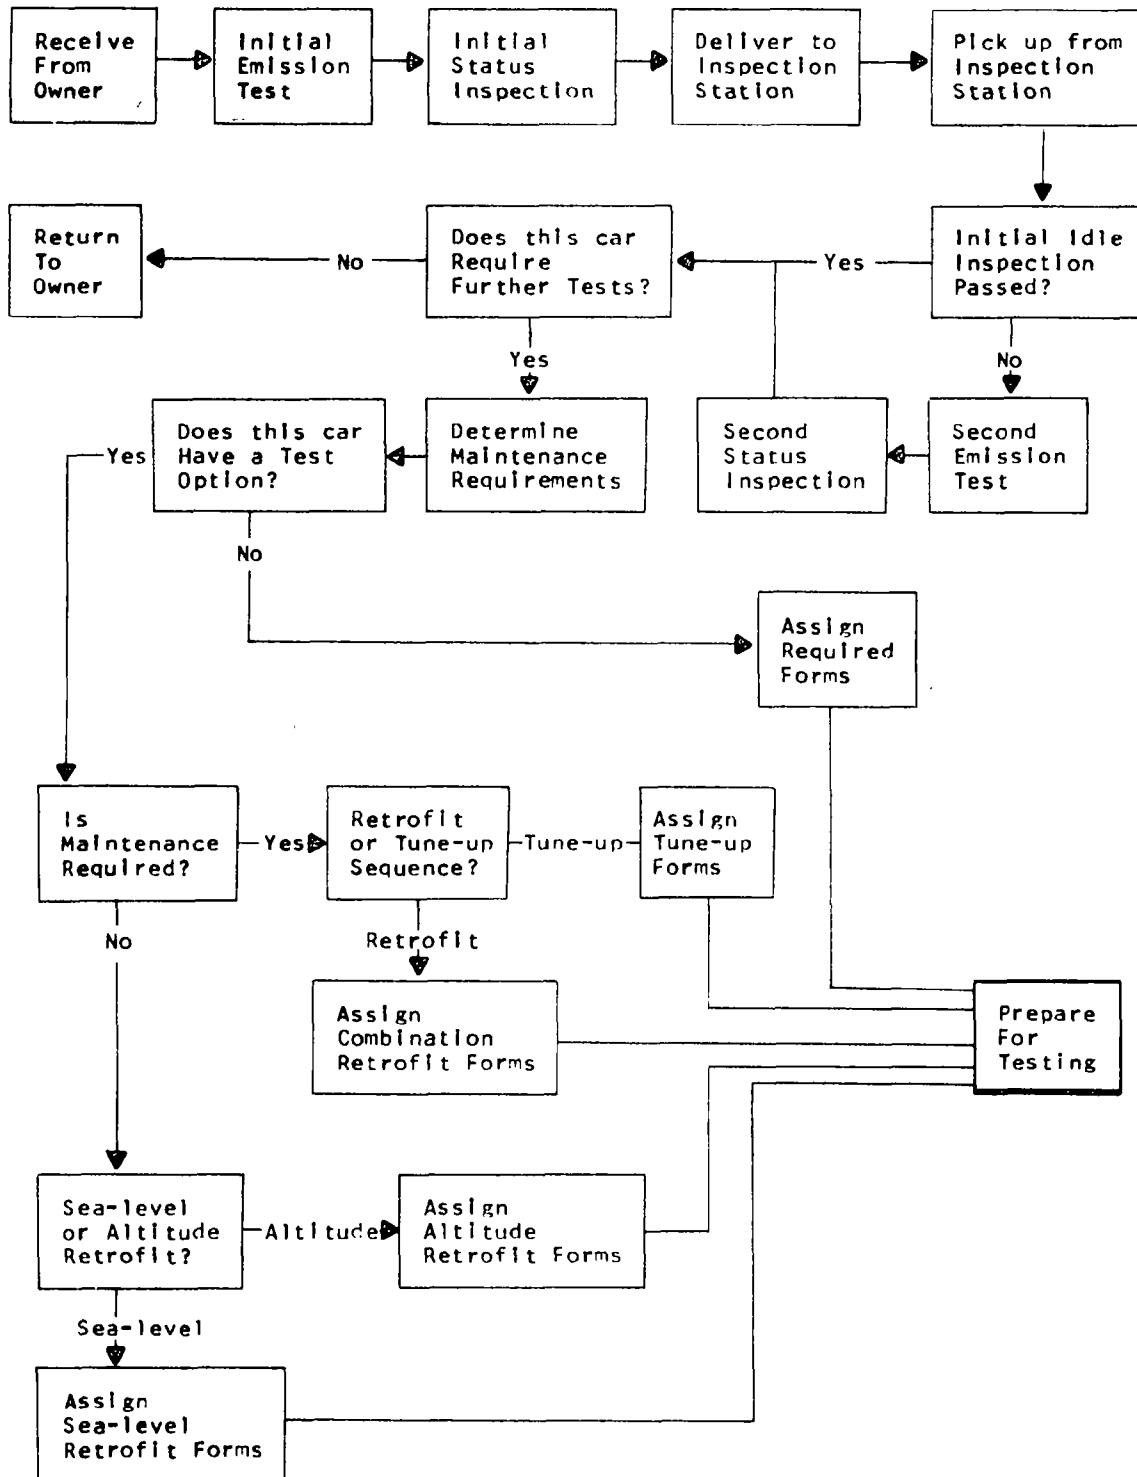 Receive
From
Owner
Initial
Emission
Test
Initial
Status
Inspection
Deliver to
Inspection
Station
Pick up from
Inspection
Station
Return
To
Owner
No
Does this car
Require
Further Tests?
Yes
Initial Idle
Inspection
Passed?
Yes
No
Yes
Does this car
Have a Test
Option?
Determine
Maintenance
Requirements
Second
Status
Inspection
Second
Emission
Test
No
Assign
Required
Forms
Is
Maintenance
Required?
Yes
Retrofit
or Tune-up
Sequence?
Tune-up
Assign
Tune-up
Forms
No
Retrofit
Assign
Combination
Retrofit Forms
Prepare
For
Testing
Sea-level
or Altitude
Retrofit?
Altitude
Assign
Altitude
Retrofit Forms
Sea-level
Assign
Sea-level
Retrofit Forms